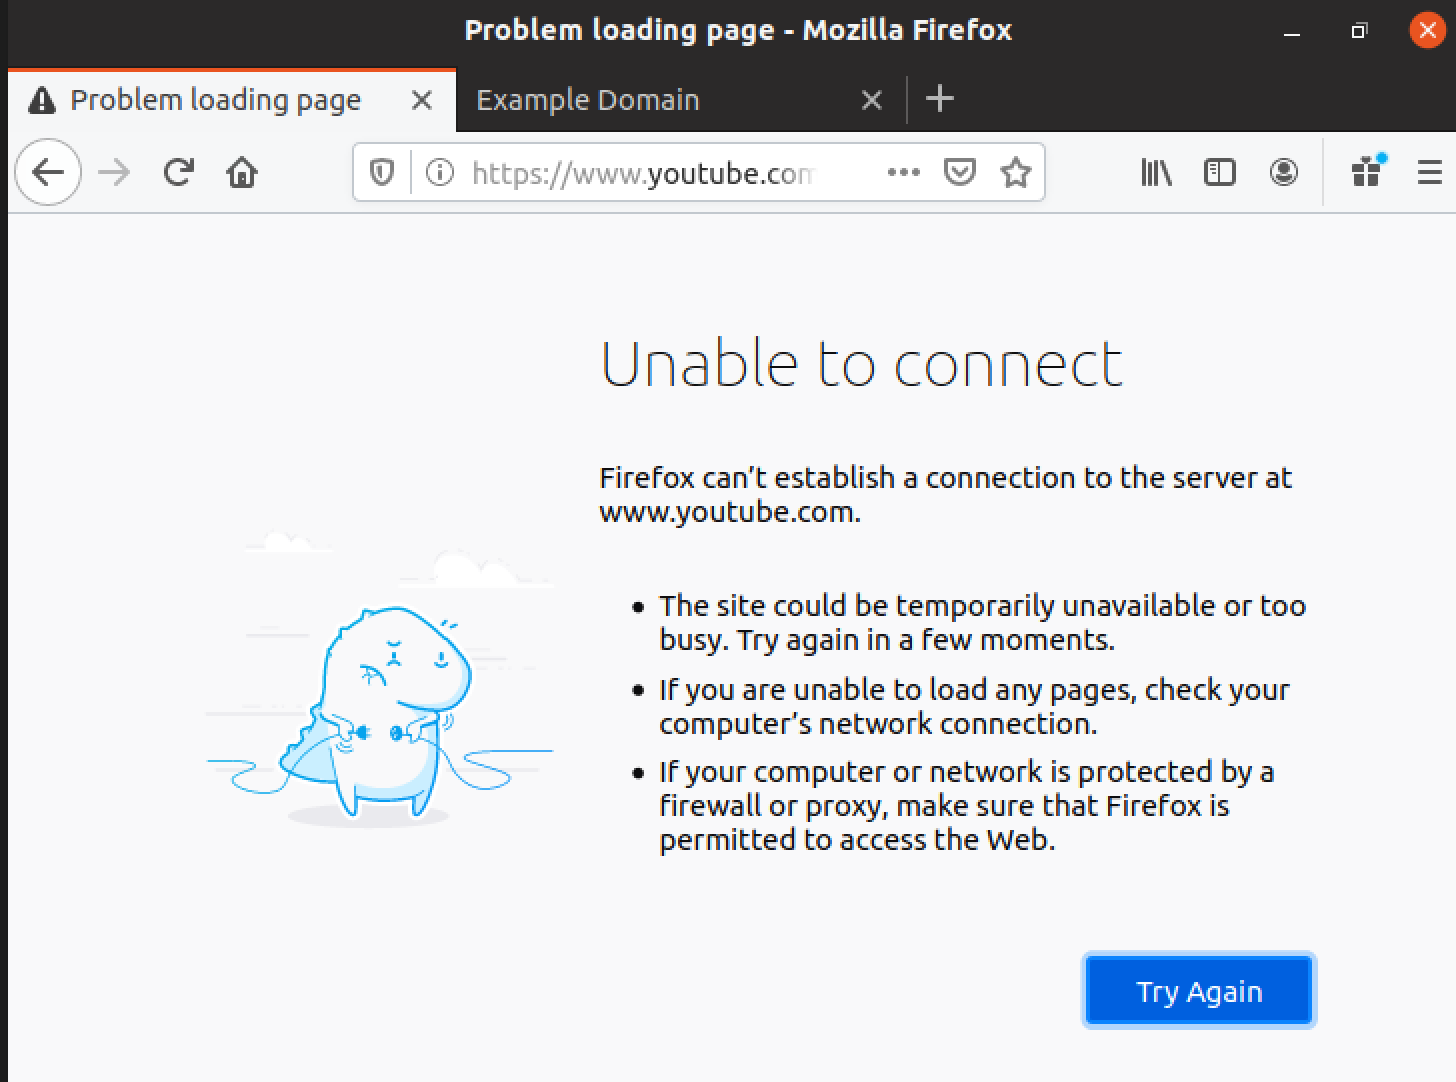 Problem loading page - Mozilla Firefox
Problem loading page
Example Domain
https://www.youtube.com
Unable to connect
Firefox can’t establish a connection to the server at
www.youtube.com.
• The site could be temporarily unavailable or too
busy. Try again in a few moments.
• If you are unable to load any pages, check your
computer’s network connection.
• If your computer or network is protected by a
firewall or proxy, make sure that Firefox is
permitted to access the Web.
Try Again